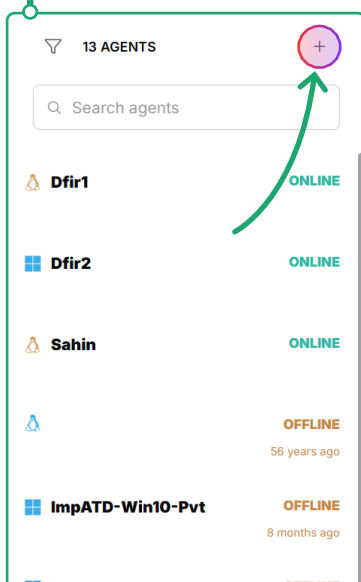 13 AGENTS
Search agents
Dfir1 ONLINE
Dfir2 ONLINE
Sahin ONLINE
OFFLINE
56 years ago
ImpATD-Win10-Pvt OFFLINE
8 months ago